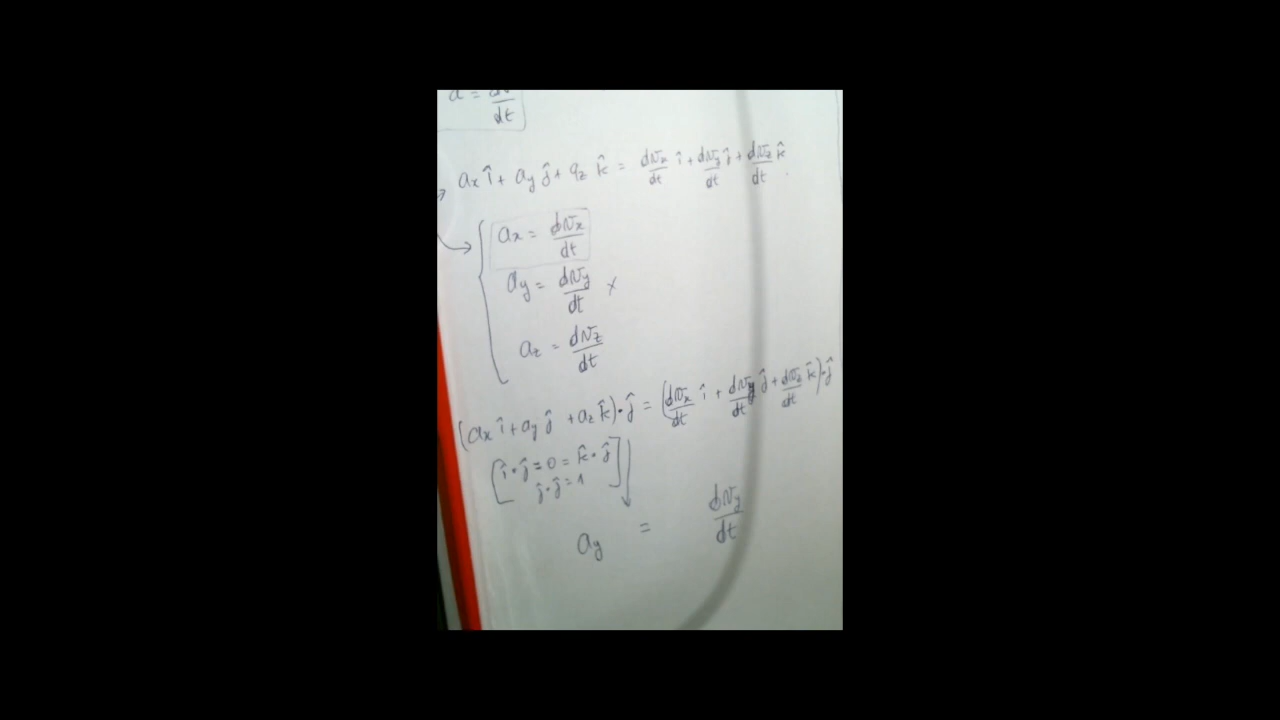 a = dv/dt
ax î + ay ĵ + az k̂ = dvx/dt î + dvy/dt ĵ + dvz/dt k̂
ax = dvx/dt
ay = dvy/dt x
az = dvz/dt
(ax î + ay ĵ + az k̂)·ĵ = (dvx/dt î + dvy/dt ĵ + dvz/dt k̂)·ĵ
[î·ĵ = 0 = k̂·ĵ
ĵ·ĵ = 1]
ay = dvy/dt